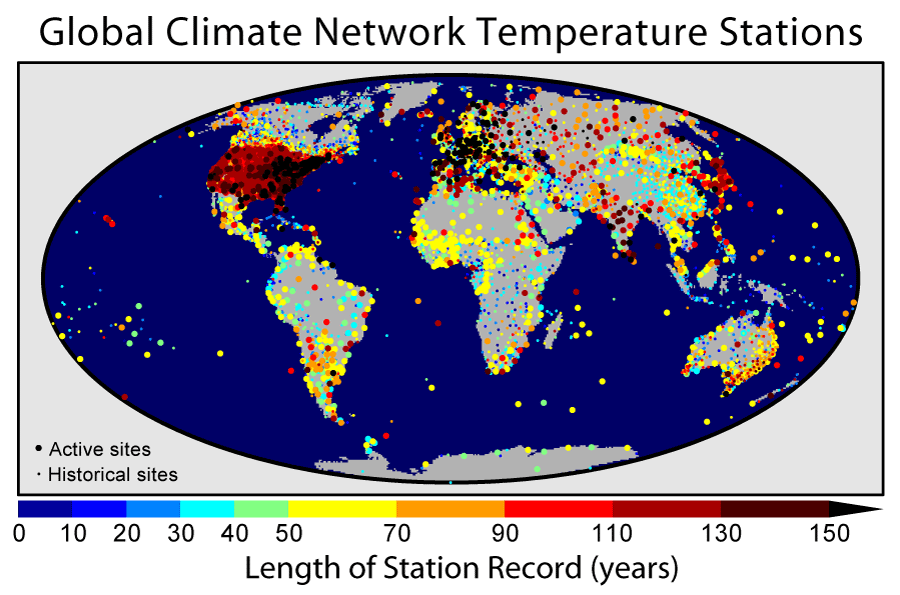 Global Climate Network Temperature Stations
Active sites
Historical sites
0 10 20 30 40 50 70 90 110 130 150
Length of Station Record (years)